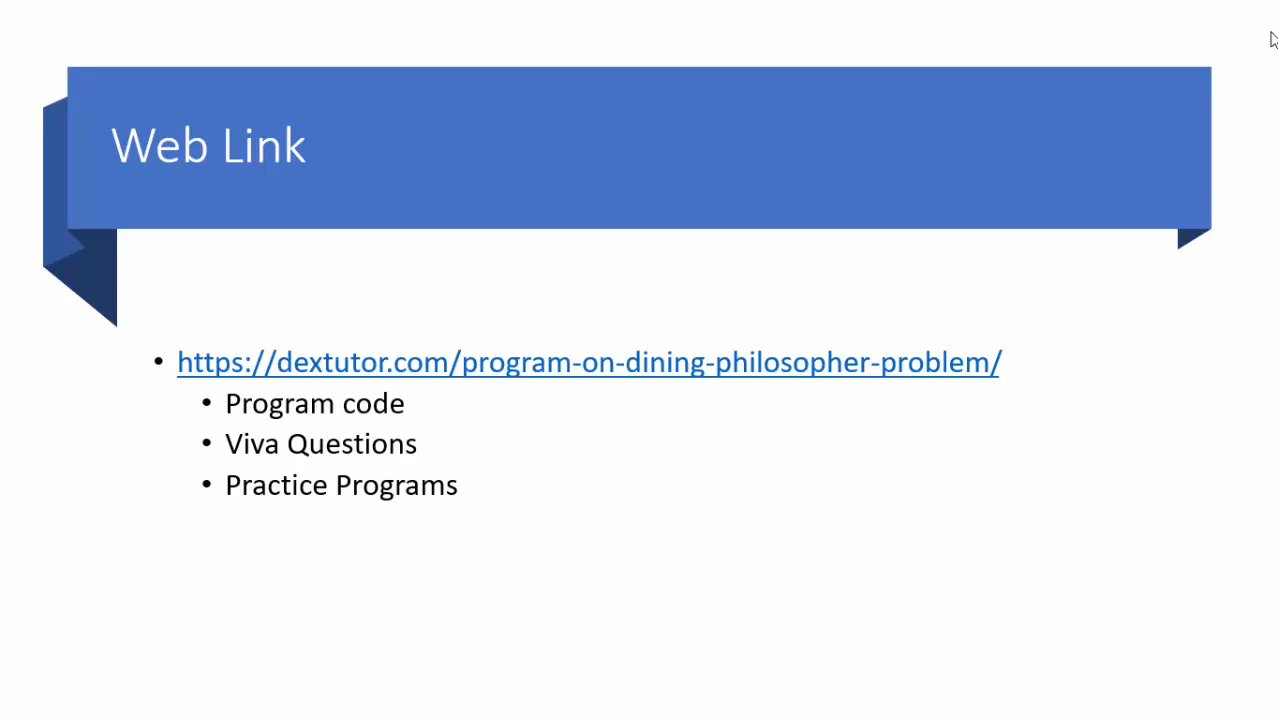 Web Link
• https://dextutor.com/program-on-dining-philosopher-problem/
• Program code
• Viva Questions
• Practice Programs